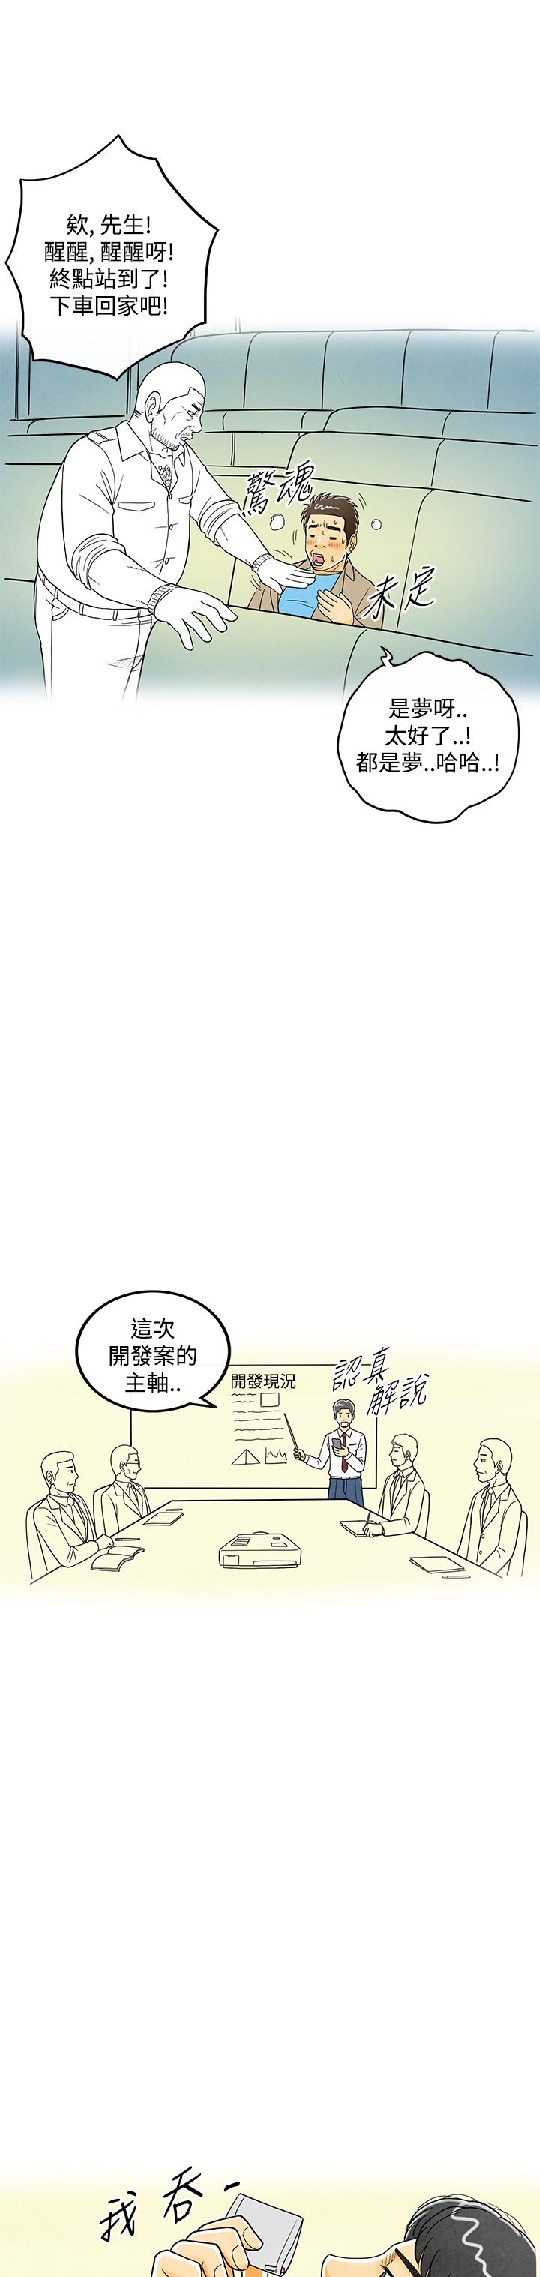 欸, 先生!
醒醒, 醒醒呀!
終點站到了!
下車回家吧!
驚魂
未定
是夢呀..
太好了..!
都是夢..哈哈..!
這次
開發案的
主軸..
開發現況
認真
解說
我吞~